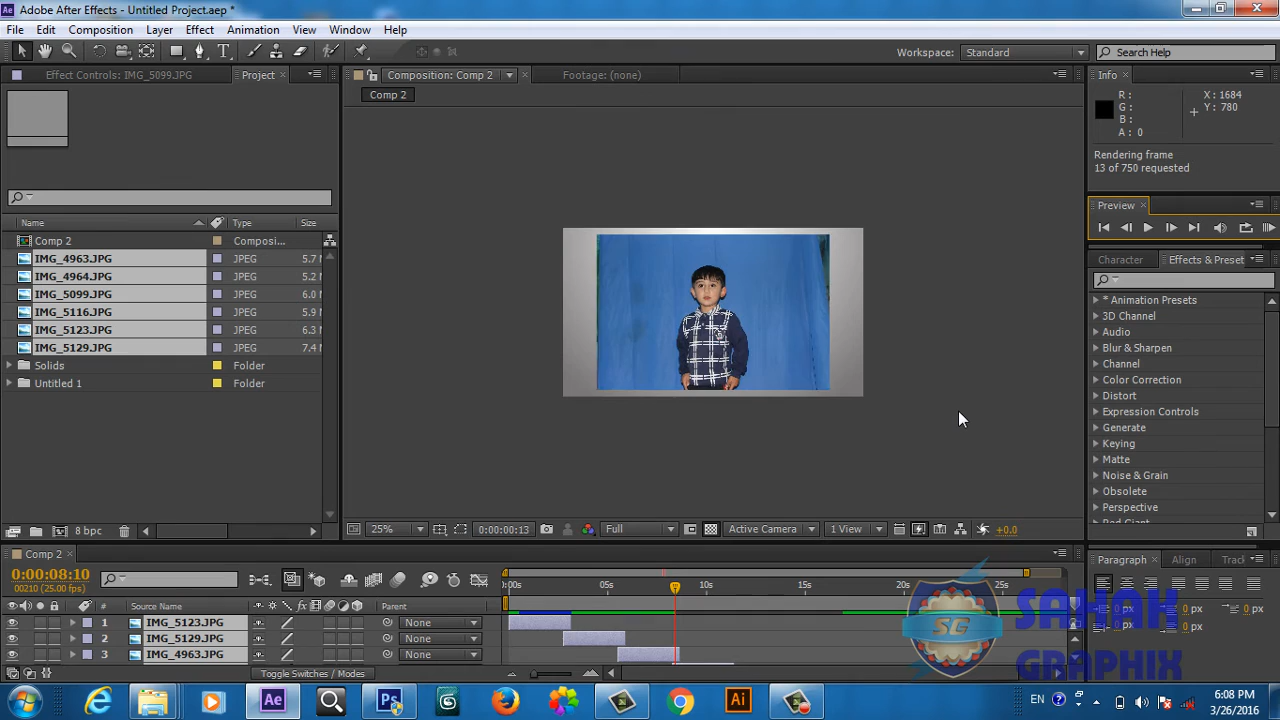 Adobe After Effects - Untitled Project.aep *
File Edit Composition Layer Effect Animation View Window Help
Workspace: Standard Search Help
Effect Controls: IMG_5099.JPG Project Composition: Comp 2 Footage: (none) Info
Comp 2
R : X : 1684
G : Y : 780
B :
A : 0
Rendering frame
13 of 750 requested
Preview
Name Type Size
Comp 2 Composi...
IMG_4963.JPG JPEG 5.7
IMG_4964.JPG JPEG 5.2
IMG_5099.JPG JPEG 6.0
IMG_5116.JPG JPEG 5.9
IMG_5123.JPG JPEG 6.3
IMG_5129.JPG JPEG 7.4
Solids Folder
Untitled 1 Folder
Character Effects & Preset
* Animation Presets
3D Channel
Audio
Blur & Sharpen
Channel
Color Correction
Distort
Expression Controls
Generate
Keying
Matte
Noise & Grain
Obsolete
Perspective
8 bpc
25% 0:00:00:13 Full Active Camera 1 View +0.0
Comp 2
0:00:08:10
00210 (25.00 fps)
05s 10s 15s 20s 25s
Paragraph Align
0 px 0 px 0 px
0 px
# Source Name Parent
1 IMG_5123.JPG None
2 IMG_5129.JPG None
3 IMG_4963.JPG None
Toggle Switches / Modes
SC
SAHAK
GRAPHIX
Ae Ps Ai
EN
6:08 PM
3/26/2016